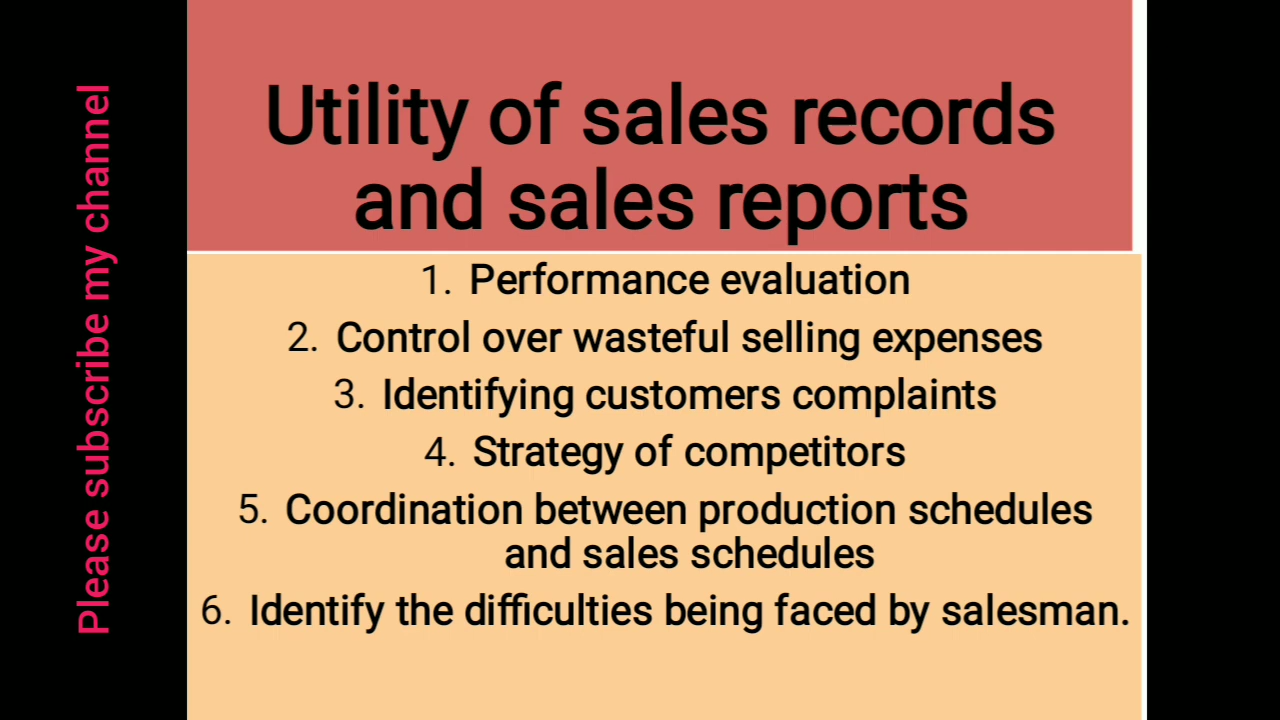 Please subscribe my channel
Utility of sales records
and sales reports
1. Performance evaluation
2. Control over wasteful selling expenses
3. Identifying customers complaints
4. Strategy of competitors
5. Coordination between production schedules
and sales schedules
6. Identify the difficulties being faced by salesman.